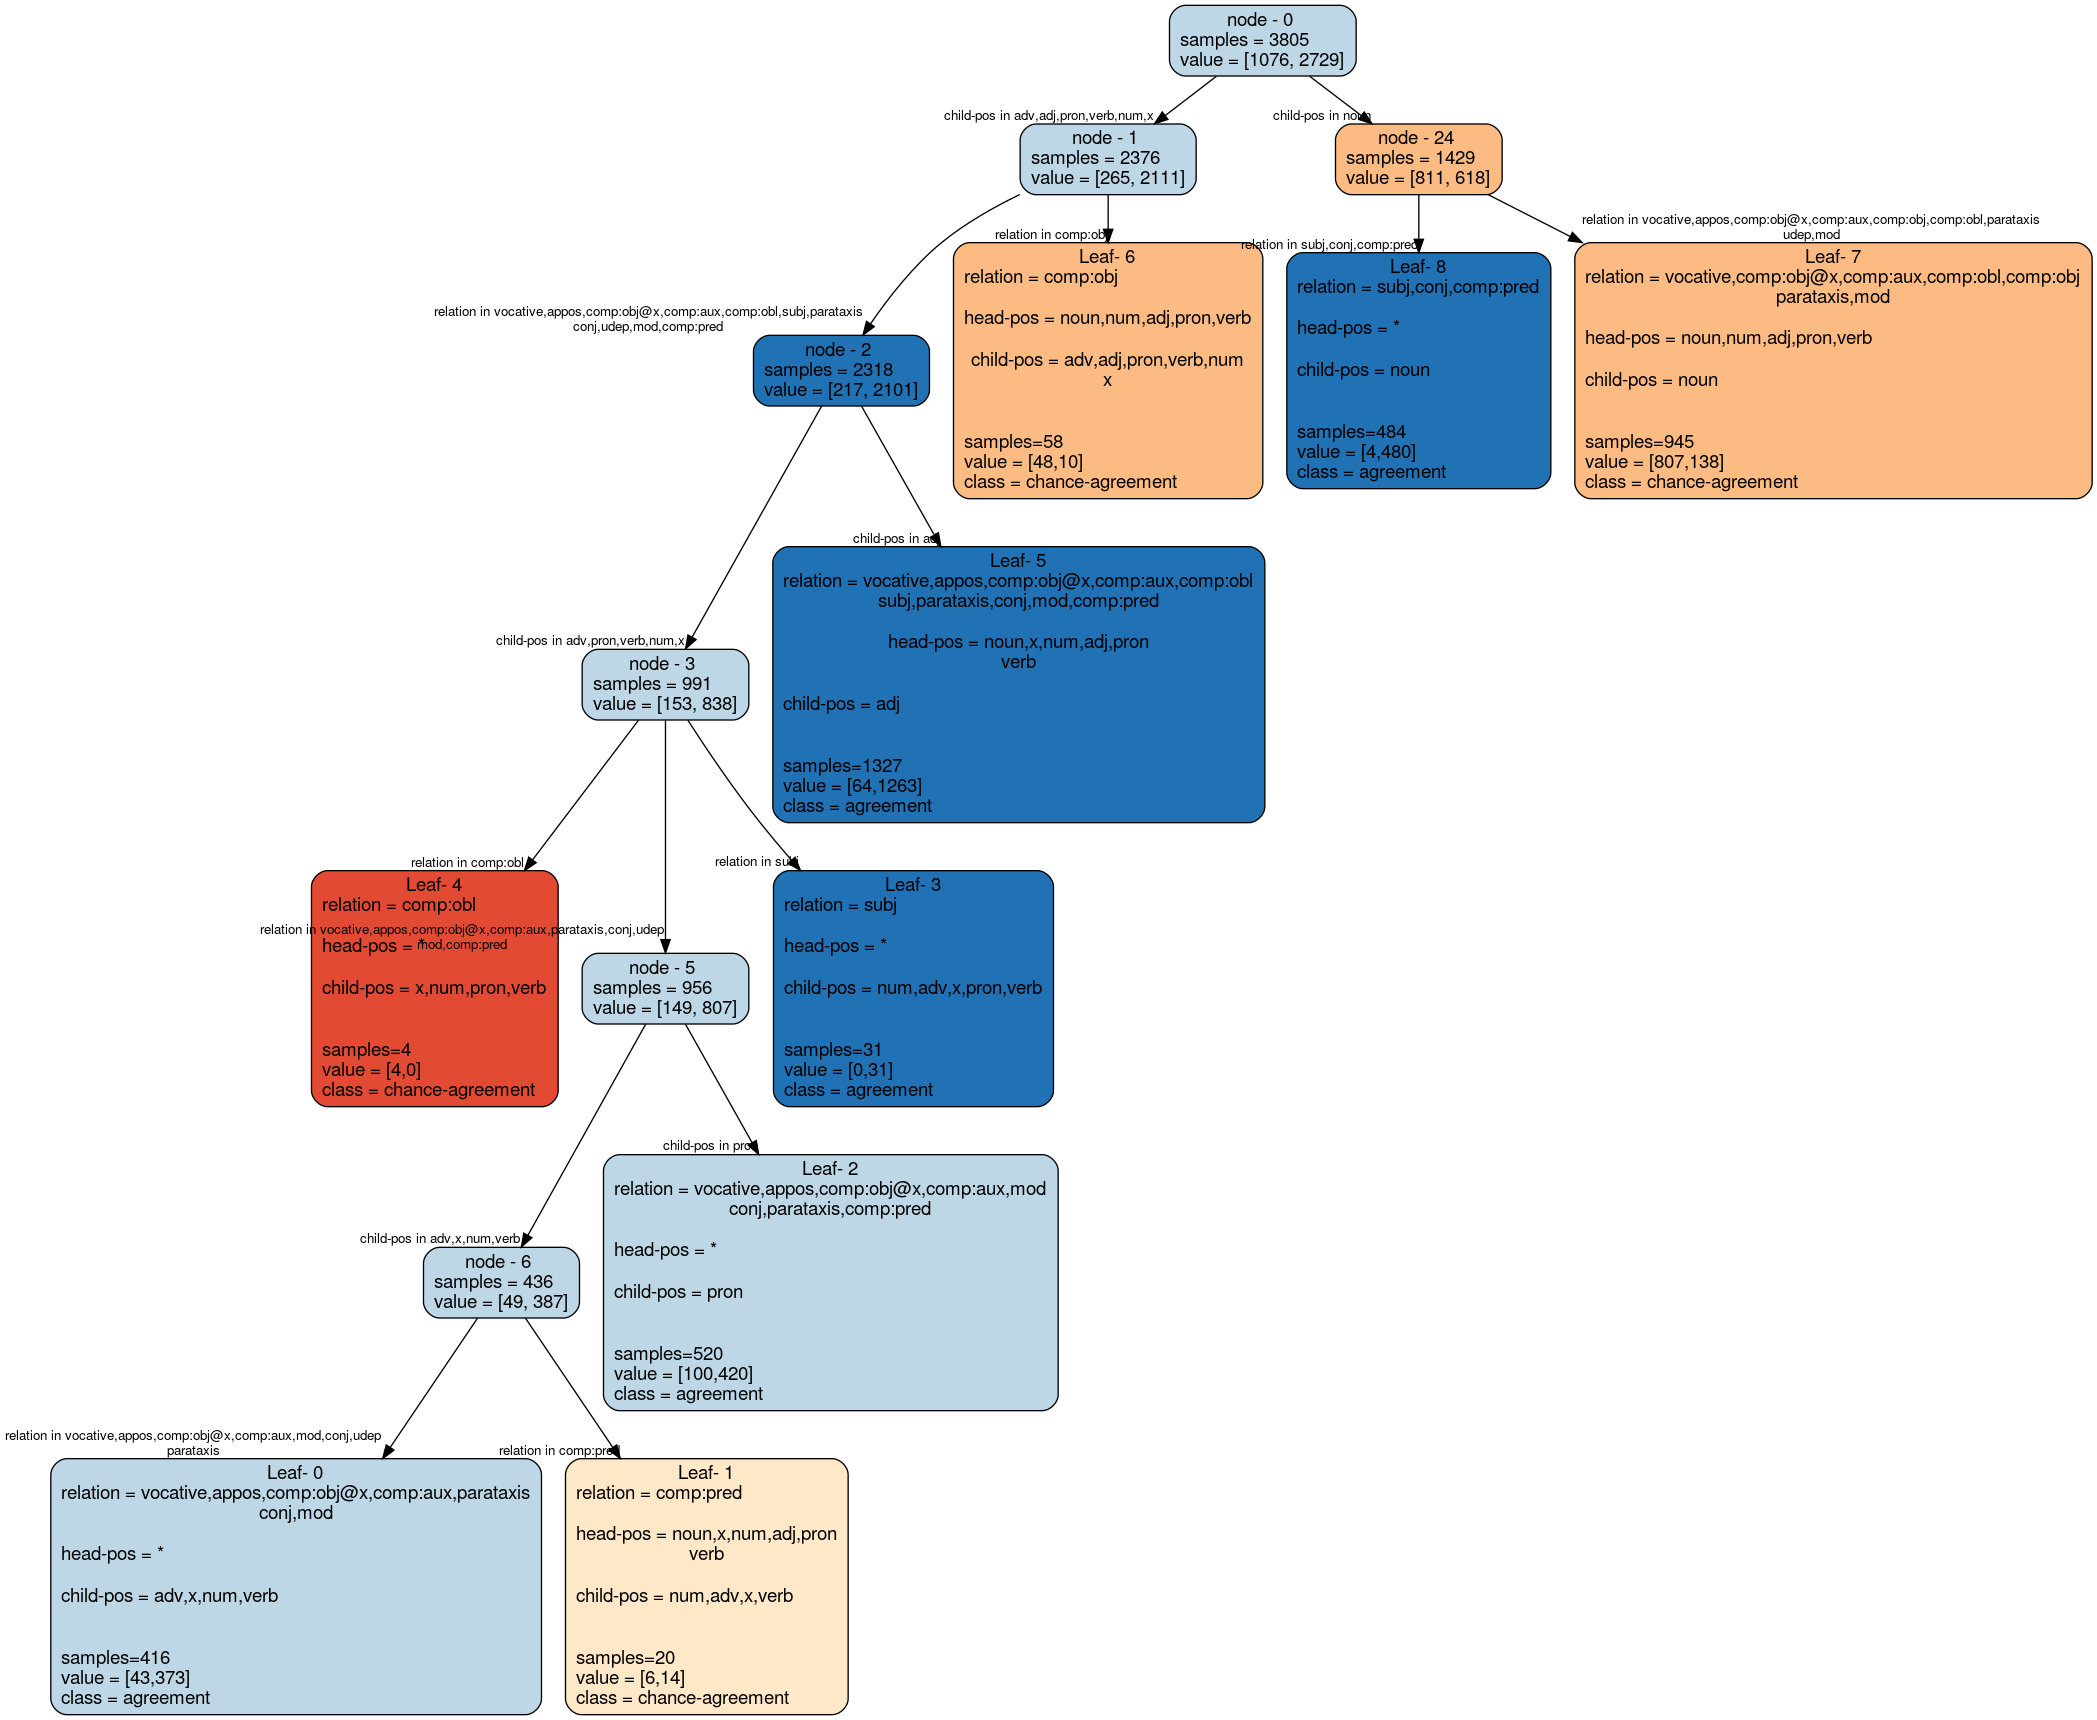 node - 0
samples = 3805
value = [1076, 2729]
child-pos in adv,adj,pron,verb,num,x
child-pos in noun
node - 1
samples = 2376
value = [265, 2111]
node - 24
samples = 1429
value = [811, 618]
relation in vocative,appos,comp:obj@x,comp:aux,comp:obl,subj,parataxis
conj,udep,mod,comp:pred
relation in comp:obj
relation in subj,conj,comp:pred
relation in vocative,appos,comp:obj@x,comp:aux,comp:obj,comp:obl,parataxis
udep,mod
node - 2
samples = 2318
value = [217, 2101]
Leaf- 6
relation = comp:obj
head-pos = noun,num,adj,pron,verb
child-pos = adv,adj,pron,verb,num
x
samples=58
value = [48,10]
class = chance-agreement
Leaf- 8
relation = subj,conj,comp:pred
head-pos = *
child-pos = noun
samples=484
value = [4,480]
class = agreement
Leaf- 7
relation = vocative,comp:obj@x,comp:aux,comp:obl,comp:obj
parataxis,mod
head-pos = noun,num,adj,pron,verb
child-pos = noun
samples=945
value = [807,138]
class = chance-agreement
child-pos in adv,pron,verb,num,x
child-pos in adj
node - 3
samples = 991
value = [153, 838]
Leaf- 5
relation = vocative,appos,comp:obj@x,comp:aux,comp:obl
subj,parataxis,conj,mod,comp:pred
head-pos = noun,x,num,adj,pron
verb
child-pos = adj
samples=1327
value = [64,1263]
class = agreement
relation in comp:obl
relation in vocative,appos,comp:obj@x,comp:aux,parataxis,conj,udep
mod,comp:pred
relation in subj
Leaf- 4
relation = comp:obl
head-pos = *
child-pos = x,num,pron,verb
samples=4
value = [4,0]
class = chance-agreement
node - 5
samples = 956
value = [149, 807]
Leaf- 3
relation = subj
head-pos = *
child-pos = num,adv,x,pron,verb
samples=31
value = [0,31]
class = agreement
child-pos in adv,x,num,verb
child-pos in pron
node - 6
samples = 436
value = [49, 387]
Leaf- 2
relation = vocative,appos,comp:obj@x,comp:aux,mod
conj,parataxis,comp:pred
head-pos = *
child-pos = pron
samples=520
value = [100,420]
class = agreement
relation in vocative,appos,comp:obj@x,comp:aux,mod,conj,udep
parataxis
relation in comp:pred
Leaf- 0
relation = vocative,appos,comp:obj@x,comp:aux,parataxis
conj,mod
head-pos = *
child-pos = adv,x,num,verb
samples=416
value = [43,373]
class = agreement
Leaf- 1
relation = comp:pred
head-pos = noun,x,num,adj,pron
verb
child-pos = num,adv,x,verb
samples=20
value = [6,14]
class = chance-agreement